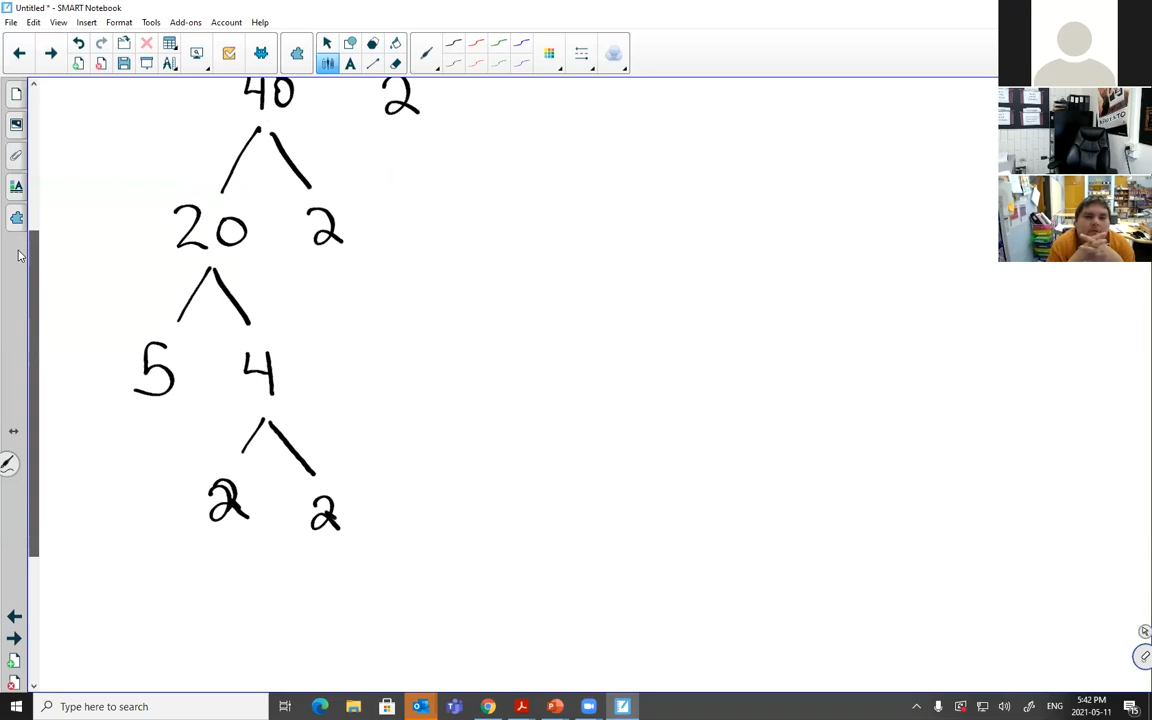 Untitled * - SMART Notebook
File Edit View Insert Format Tools Add-ons Account Help
40 2
20 2
5 4
2 2
Type here to search
ENG
5:42 PM
2021-05-11
15